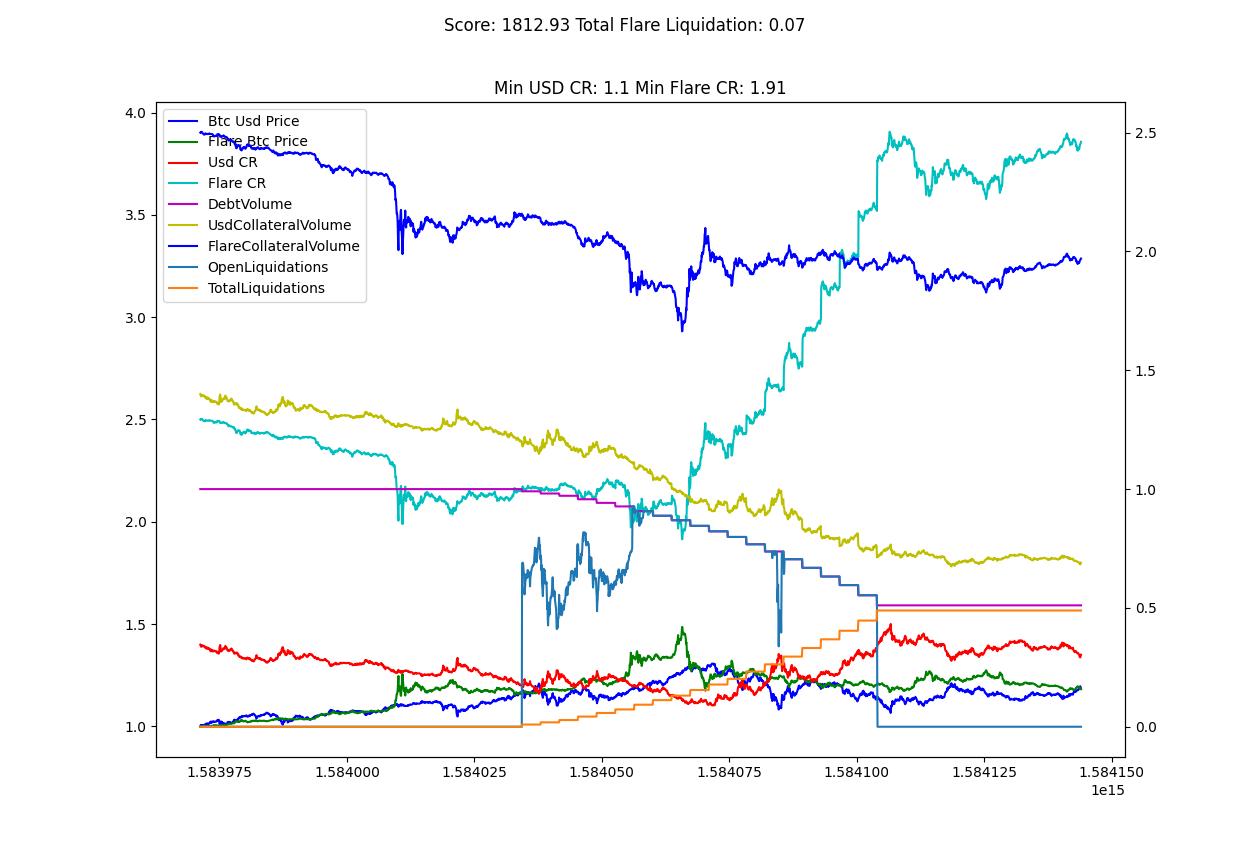 Score: 1812.93 Total Flare Liquidation: 0.07
Min USD CR: 1.1 Min Flare CR: 1.91
Btc Usd Price
Flare Btc Price
Usd CR
Flare CR
DebtVolume
UsdCollateralVolume
FlareCollateralVolume
OpenLiquidations
TotalLiquidations
4.0
3.5
3.0
2.5
2.0
1.5
1.0
2.5
2.0
1.5
1.0
0.5
0.0
1.583975 1.584000 1.584025 1.584050 1.584075 1.584100 1.584125 1.584150
1e15